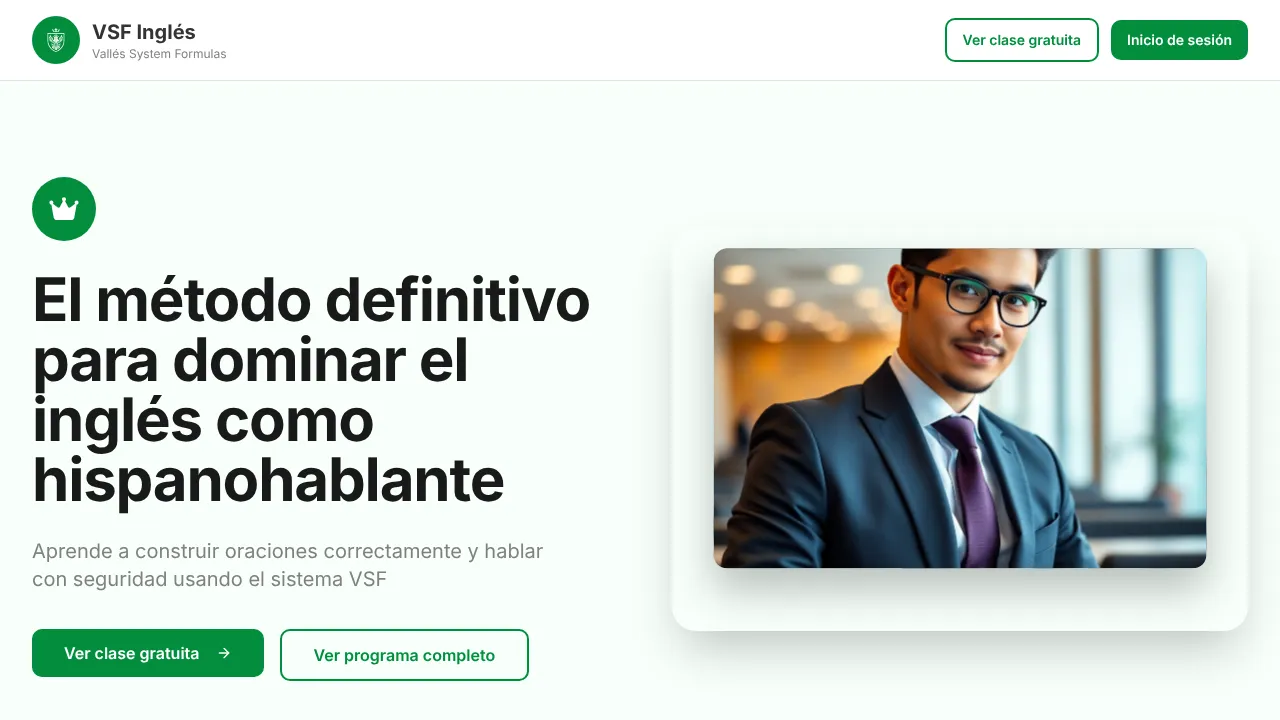 VSF Inglés
Vallés System Formulas
Ver clase gratuita
Inicio de sesión
El método definitivo
para dominar el
inglés como
hispanohablante
Aprende a construir oraciones correctamente y hablar
con seguridad usando el sistema VSF
Ver clase gratuita →
Ver programa completo